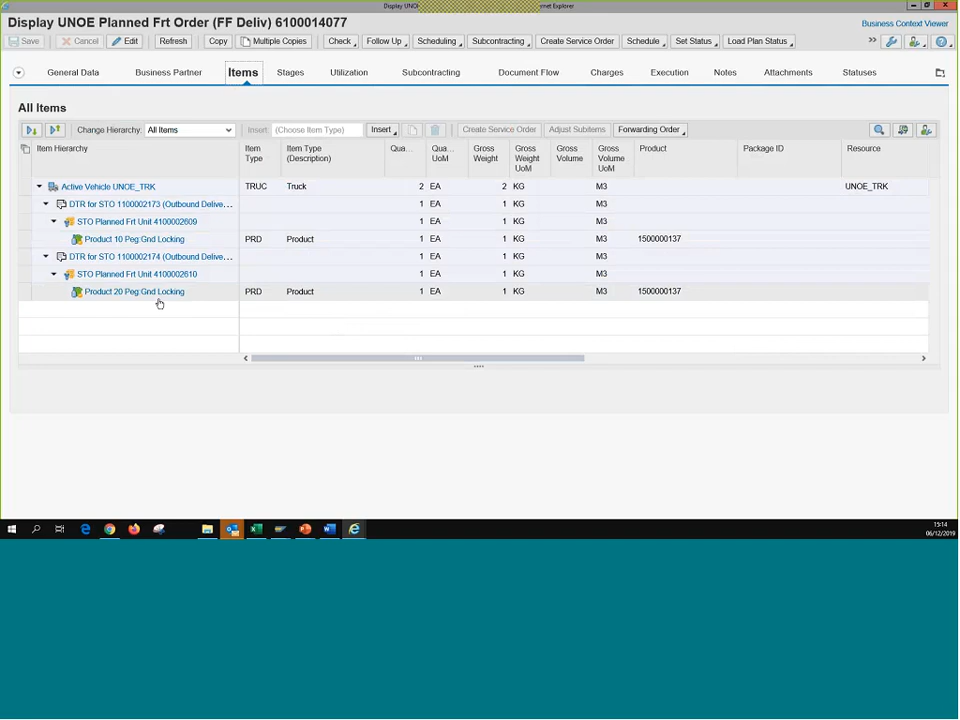 Display UNOE
rnet Explorer
Display UNOE Planned Frt Order (FF Deliv) 6100014077
Business Context Viewer
Save Cancel Edit Refresh Copy Multiple Copies Check Follow Up Scheduling Subcontracting Create Service Order Schedule Set Status Load Plan Status
General Data Business Partner Items Stages Utilization Subcontracting Document Flow Charges Execution Notes Attachments Statuses
All Items
Change Hierarchy: All Items Insert: (Choose Item Type) Insert Create Service Order Adjust Subitems Forwarding Order
Item Hierarchy Item Type Item Type (Description) Qua... Qua... UoM Gross Weight Gross Weight UoM Gross Volume Gross Volume UoM Product Package ID Resource
Active Vehicle UNOE_TRK TRUC Truck 2 EA 2 KG M3 UNOE_TRK
DTR for STO 1100002173 (Outbound Delive... 1 EA 1 KG M3
STO Planned Frt Unit 4100002609 1 EA 1 KG M3
Product 10 Peg:Gnd Locking PRD Product 1 EA 1 KG M3 1500000137
DTR for STO 1100002174 (Outbound Delive... 1 EA 1 KG M3
STO Planned Frt Unit 4100002610 1 EA 1 KG M3
Product 20 Peg:Gnd Locking PRD Product 1 EA 1 KG M3 1500000137
15:14
06/12/2019